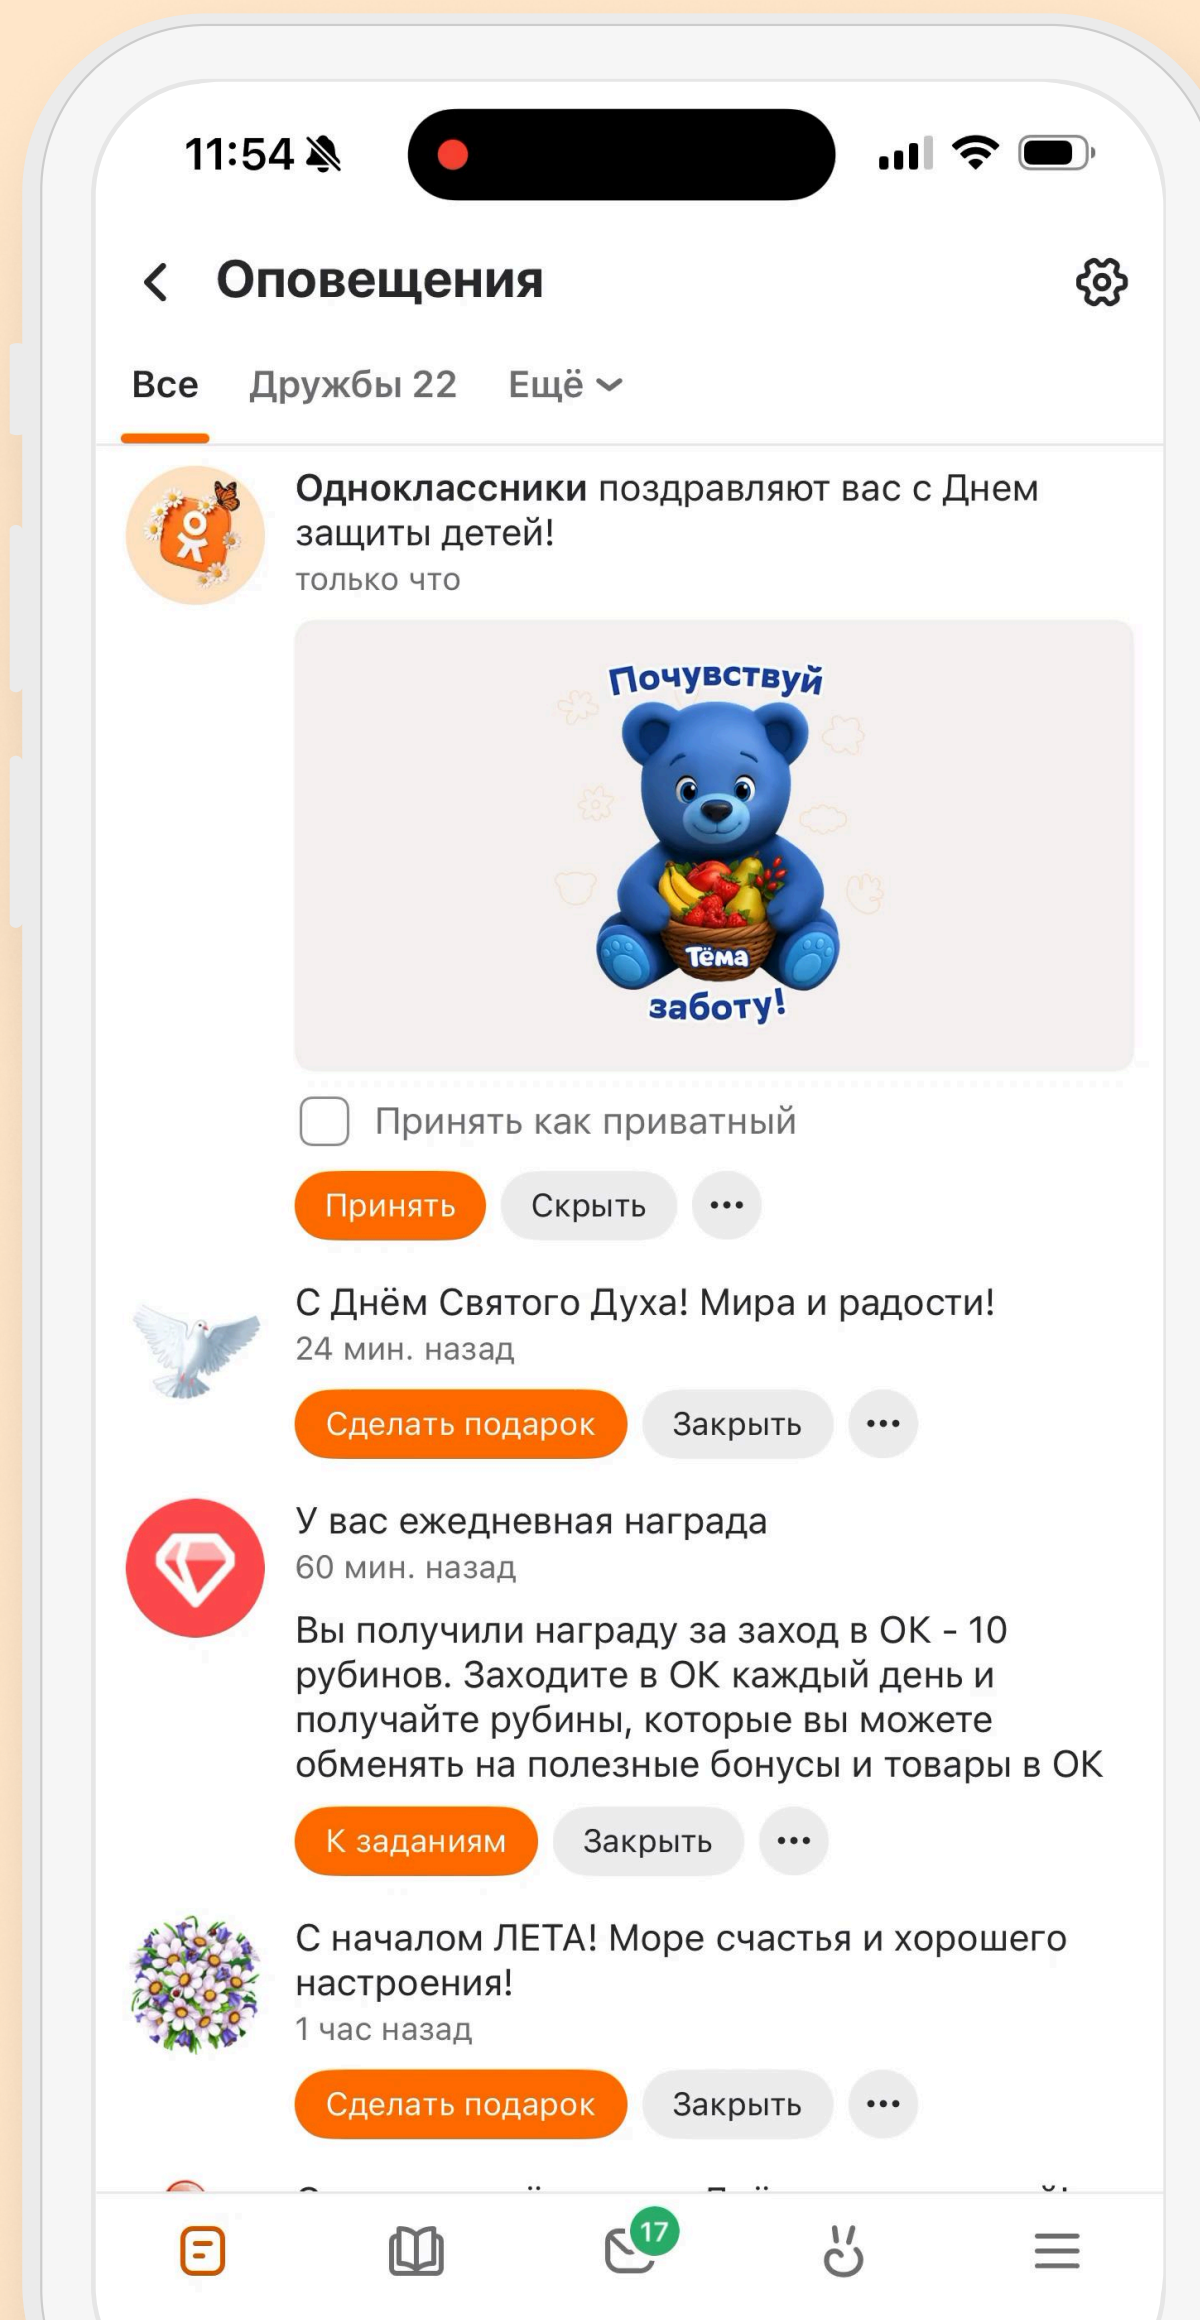 11:54
Оповещения
Все Дружбы 22 Ещё
Одноклассники поздравляют вас с Днем
защиты детей!
только что
Почувствуй
Тёма
заботу!
Принять как приватный
Принять Скрыть
С Днём Святого Духа! Мира и радости!
24 мин. назад
Сделать подарок Закрыть
У вас ежедневная награда
60 мин. назад
Вы получили награду за заход в ОК - 10
рубинов. Заходите в ОК каждый день и
получайте рубины, которые вы можете
обменять на полезные бонусы и товары в ОК
К заданиям Закрыть
С началом ЛЕТА! Море счастья и хорошего
настроения!
1 час назад
Сделать подарок Закрыть
17